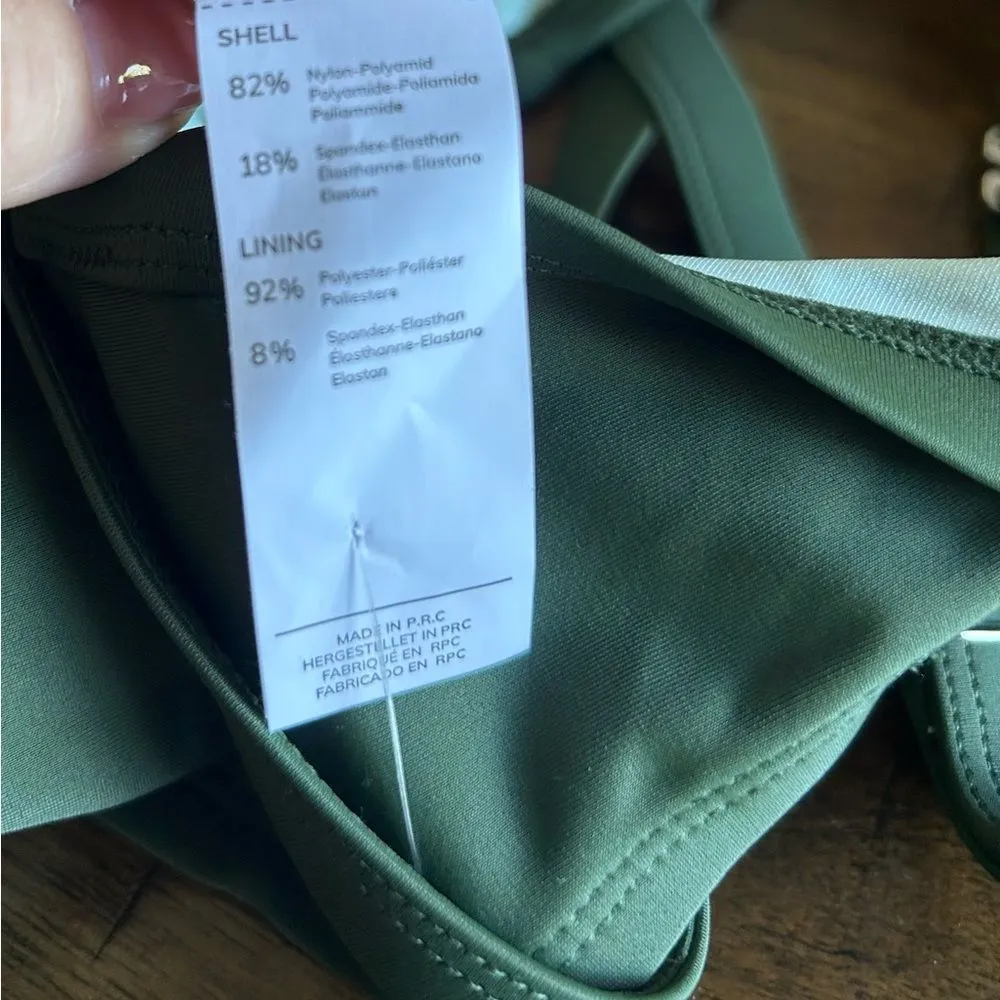 SHELL
82% Nylon-Polyamid
Polyamide-Poliamida
Poliammide
18% Spandex-Elasthan
Élasthanne-Elastano
Elastan
LINING
92% Polyester-Poliéster
Poliestere
8% Spandex-Elasthan
Élasthanne-Elastano
Elastan
MADE IN P.R.C
HERGESTELLET IN PRC
FABRIQUÉ EN RPC
FABRICADO EN RPC